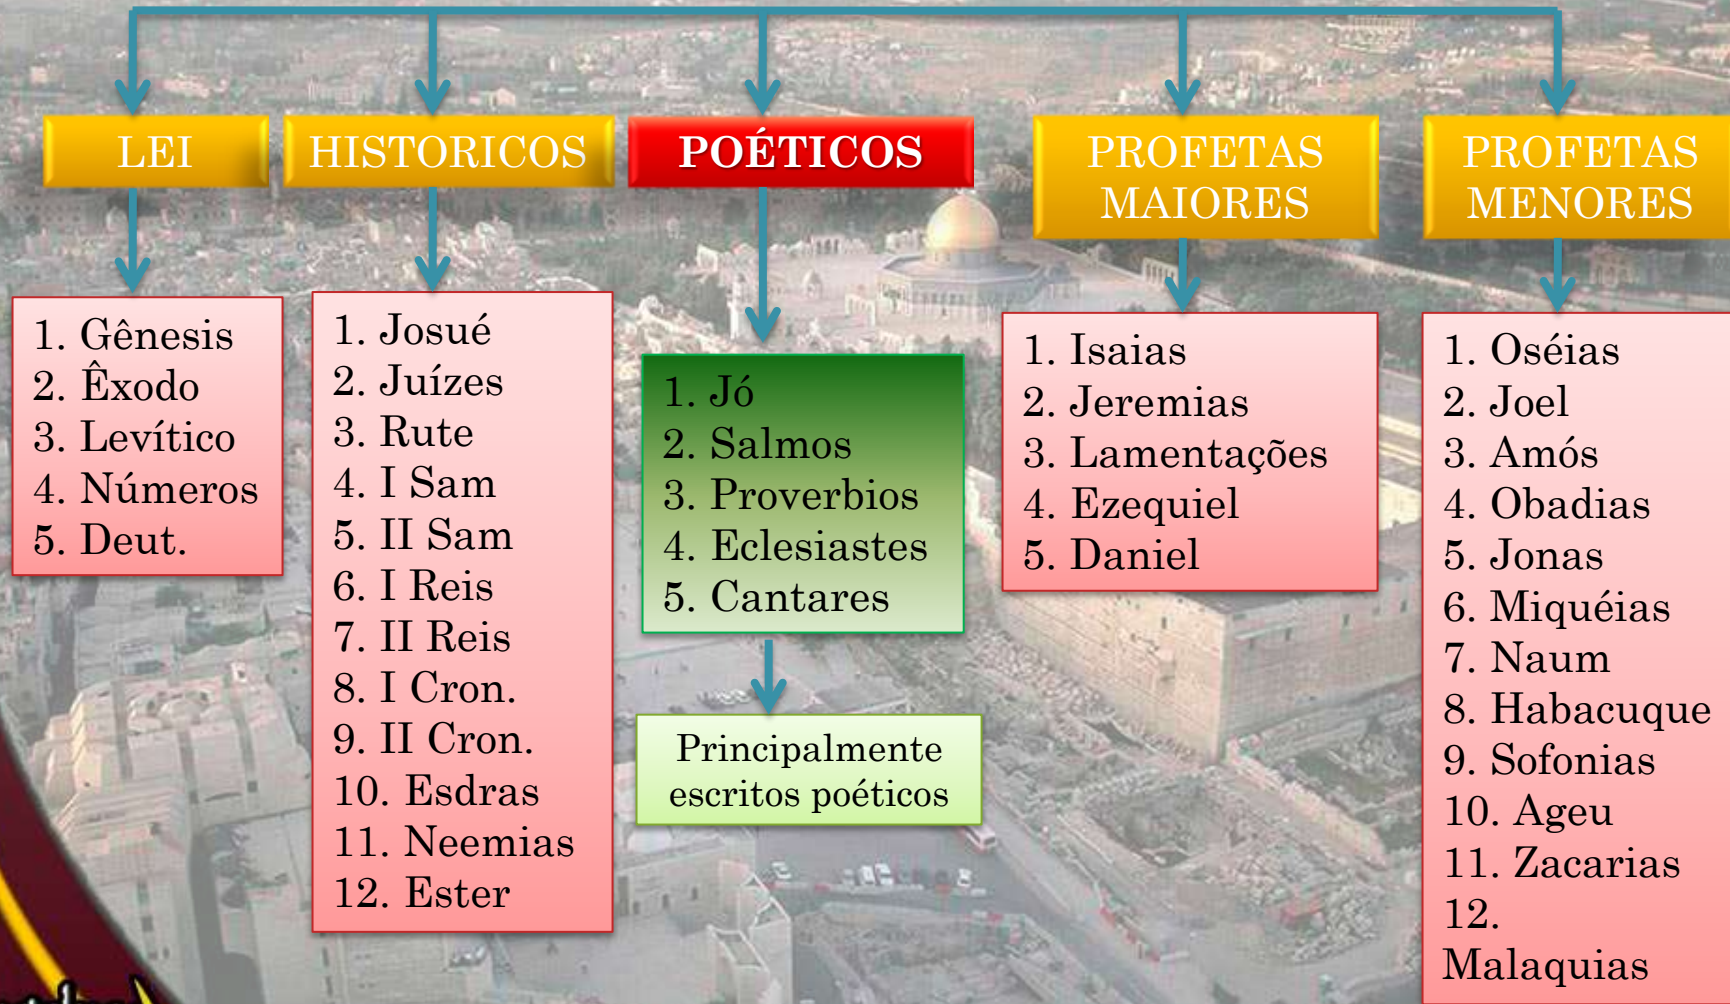 LEI
HISTORICOS
POÉTICOS
PROFETAS
MAIORES
PROFETAS
MENORES
1. Gênesis
2. Êxodo
3. Levítico
4. Números
5. Deut.
1. Josué
2. Juízes
3. Rute
4. I Sam
5. II Sam
6. I Reis
7. II Reis
8. I Cron.
9. II Cron.
10. Esdras
11. Neemias
12. Ester
1. Jó
2. Salmos
3. Proverbios
4. Eclesiastes
5. Cantares
Principalmente
escritos poéticos
1. Isaias
2. Jeremias
3. Lamentações
4. Ezequiel
5. Daniel
1. Oséias
2. Joel
3. Amós
4. Obadias
5. Jonas
6. Miquéias
7. Naum
8. Habacuque
9. Sofonias
10. Ageu
11. Zacarias
12.
Malaquias